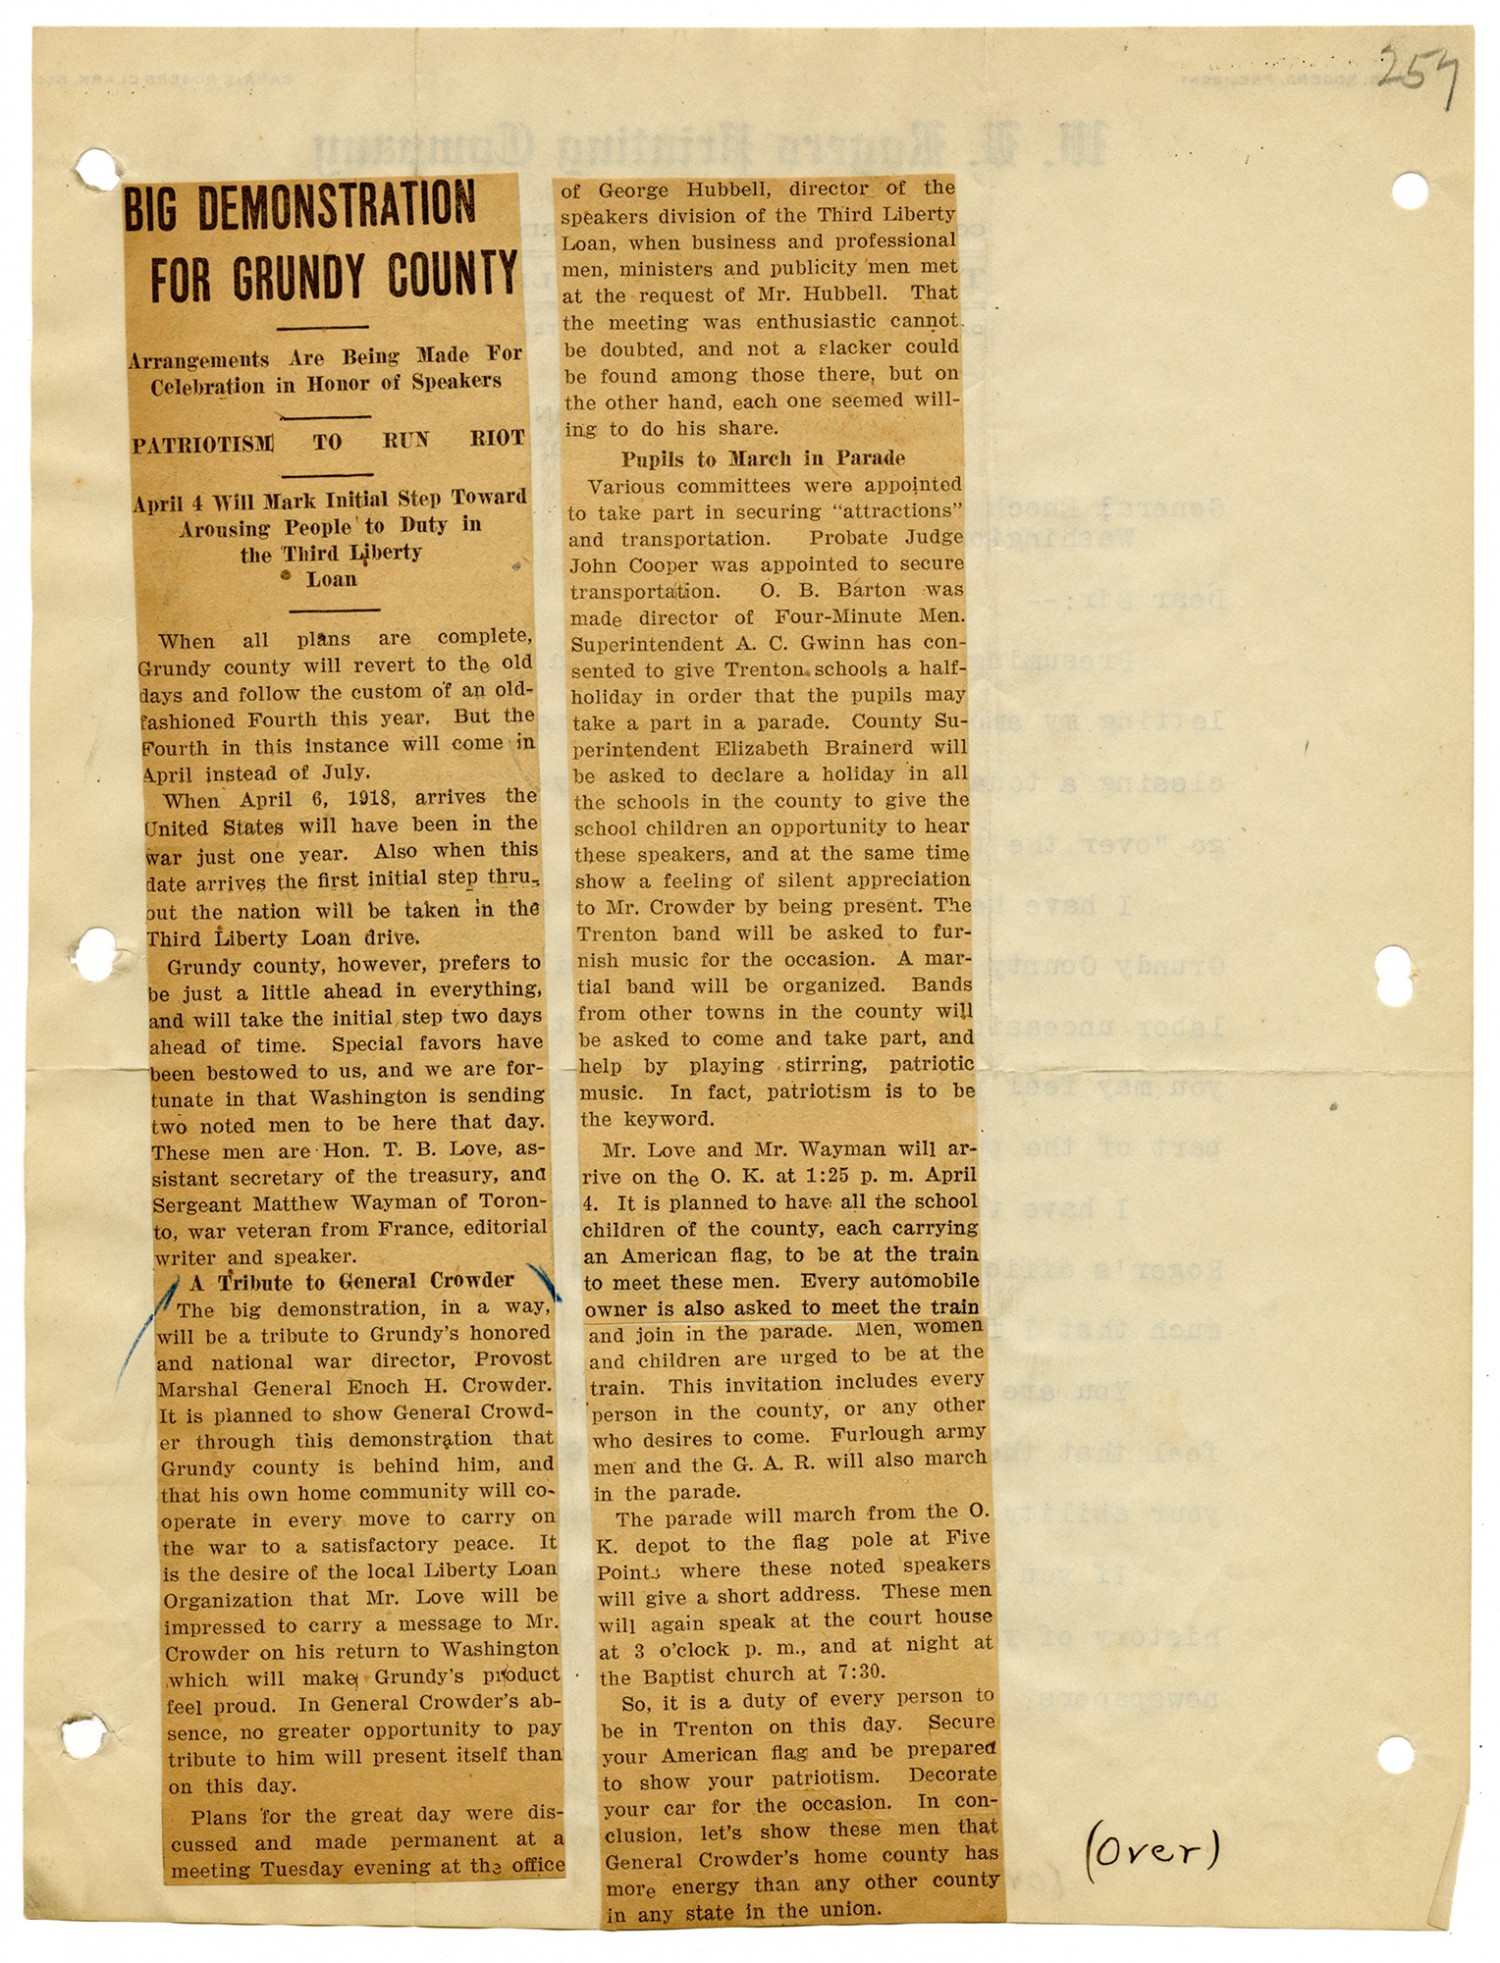 257
W. B. Rogers Printing Company
BIG DEMONSTRATION
FOR GRUNDY COUNTY
Arrangements Are Being Made For
Celebration in Honor of Speakers
PATRIOTISM TO RUN RIOT
April 4 Will Mark Initial Step Toward
Arousing People to Duty in
the Third Liberty
Loan
When all plans are complete,
Grundy county will revert to the old
days and follow the custom of an old-
fashioned Fourth this year. But the
Fourth in this instance will come in
April instead of July.
When April 6, 1918, arrives the
United States will have been in the
war just one year. Also when this
date arrives the first initial step thru-
out the nation will be taken in the
Third Liberty Loan drive.
Grundy county, however, prefers to
be just a little ahead in everything,
and will take the initial step two days
ahead of time. Special favors have
been bestowed to us, and we are for-
tunate in that Washington is sending
two noted men to be here that day.
These men are Hon. T. B. Love, as-
sistant secretary of the treasury, and
Sergeant Matthew Wayman of Toron-
to, war veteran from France, editorial
writer and speaker.
A Tribute to General Crowder
The big demonstration, in a way,
will be a tribute to Grundy's honored
and national war director, Provost
Marshal General Enoch H. Crowder.
It is planned to show General Crowd-
er through this demonstration that
Grundy county is behind him, and
that his own home community will co-
operate in every move to carry on
the war to a satisfactory peace. It
is the desire of the local Liberty Loan
Organization that Mr. Love will be
impressed to carry a message to Mr.
Crowder on his return to Washington
which will make Grundy's product
feel proud. In General Crowder's ab-
sence, no greater opportunity to pay
tribute to him will present itself than
on this day.
Plans for the great day were dis-
cussed and made permanent at a
meeting Tuesday evening at the office
of George Hubbell, director of the
speakers division of the Third Liberty
Loan, when business and professional
men, ministers and publicity men met
at the request of Mr. Hubbell. That
the meeting was enthusiastic cannot
be doubted, and not a slacker could
be found among those there, but on
the other hand, each one seemed will-
ing to do his share.
Pupils to March in Parade
Various committees were appointed
to take part in securing "attractions"
and transportation. Probate Judge
John Cooper was appointed to secure
transportation. O. B. Barton was
made director of Four-Minute Men.
Superintendent A. C. Gwinn has con-
sented to give Trenton schools a half-
holiday in order that the pupils may
take a part in a parade. County Su-
perintendent Elizabeth Brainerd will
be asked to declare a holiday in all
the schools in the county to give the
school children an opportunity to hear
these speakers, and at the same time
show a feeling of silent appreciation
to Mr. Crowder by being present. The
Trenton band will be asked to fur-
nish music for the occasion. A mar-
tial band will be organized. Bands
from other towns in the county will
be asked to come and take part, and
help by playing stirring, patriotic
music. In fact, patriotism is to be
the keyword.
Mr. Love and Mr. Wayman will ar-
rive on the O. K. at 1:25 p. m. April
4. It is planned to have all the school
children of the county, each carrying
an American flag, to be at the train
to meet these men. Every automobile
owner is also asked to meet the train
and join in the parade. Men, women
and children are urged to be at the
train. This invitation includes every
person in the county, or any other
who desires to come. Furlough army
men and the G. A. R. will also march
in the parade.
The parade will march from the O.
K. depot to the flag pole at Five
Points where these noted speakers
will give a short address. These men
will again speak at the court house
at 3 o'clock p. m., and at night at
the Baptist church at 7:30.
So, it is a duty of every person to
be in Trenton on this day. Secure
your American flag and be prepared
to show your patriotism. Decorate
your car for the occasion. In con-
clusion, let's show these men that
General Crowder's home county has
more energy than any other county
in any state in the union.
(over)